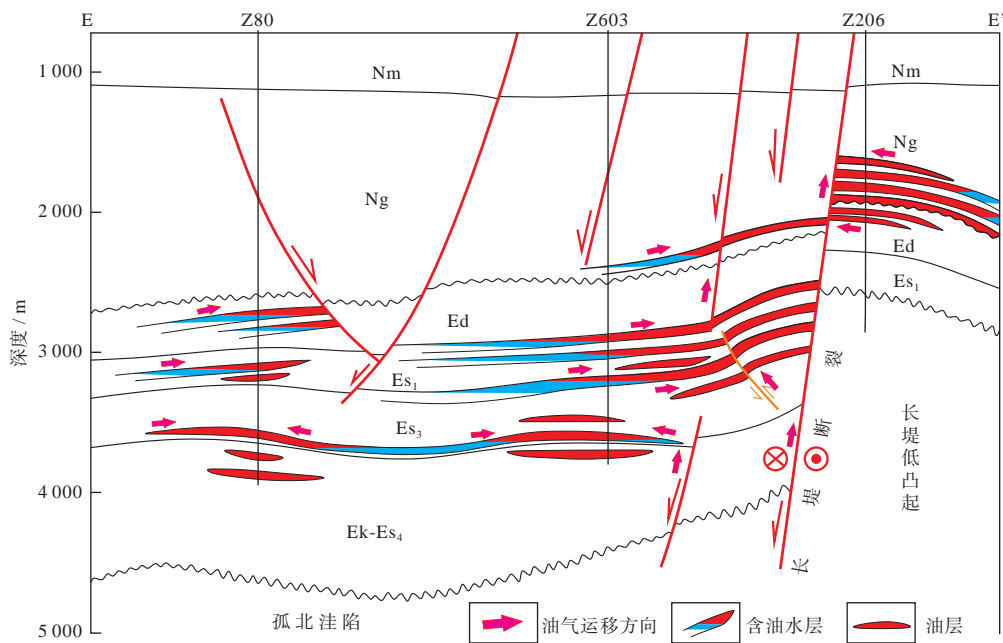 E Z80 Z603 Z206 E′
1 000
2 000
3 000
4 000
5 000
深度 / m
Nm
Nm
Ng
Ng
Ed
Ed
Es1
Es1
Es3
Ek-Es4
长堤断裂
长堤低凸起
孤北洼陷
油气运移方向
含油水层
油层